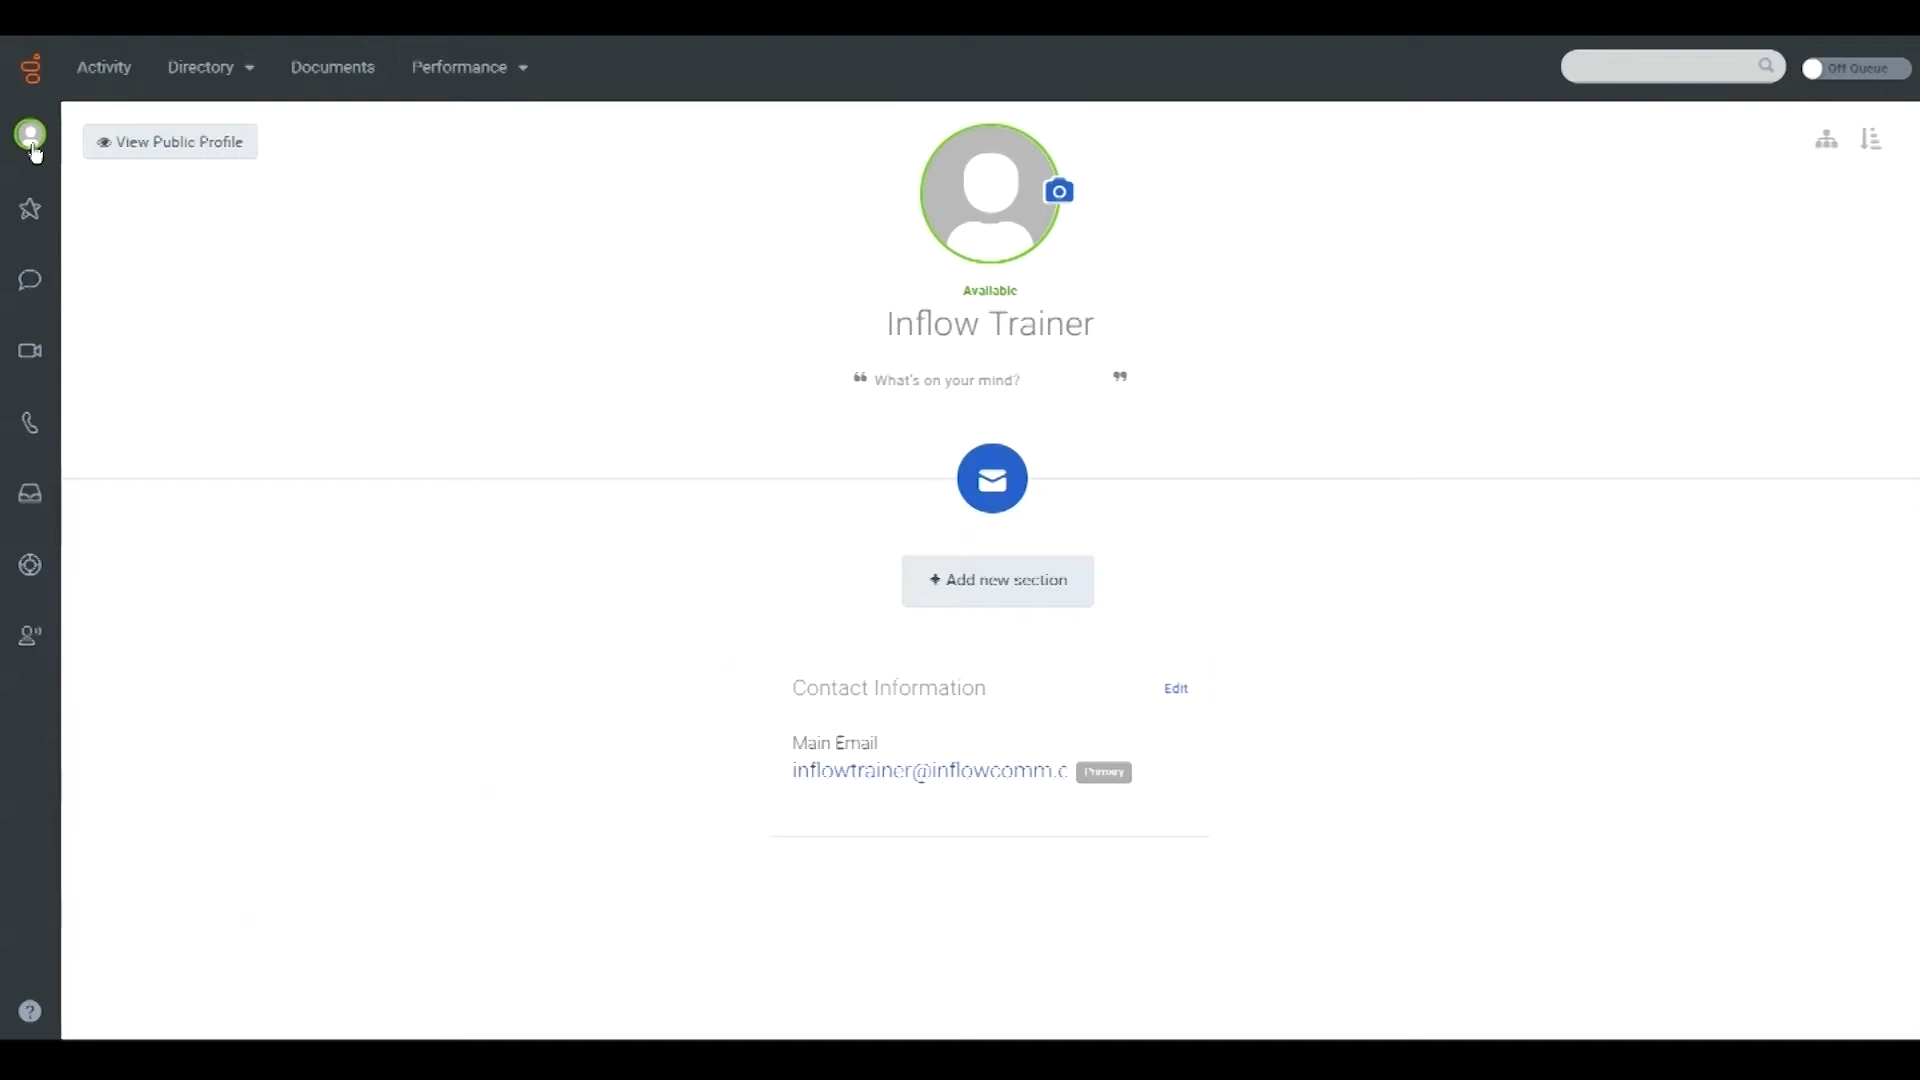 Activity
Directory
Documents
Performance
Off Queue
View Public Profile
Available
Inflow Trainer
❝ What's on your mind? ❞
+ Add new section
Contact Information
Edit
Main Email
inflowtrainer@inflowcomm.c
Primary
?